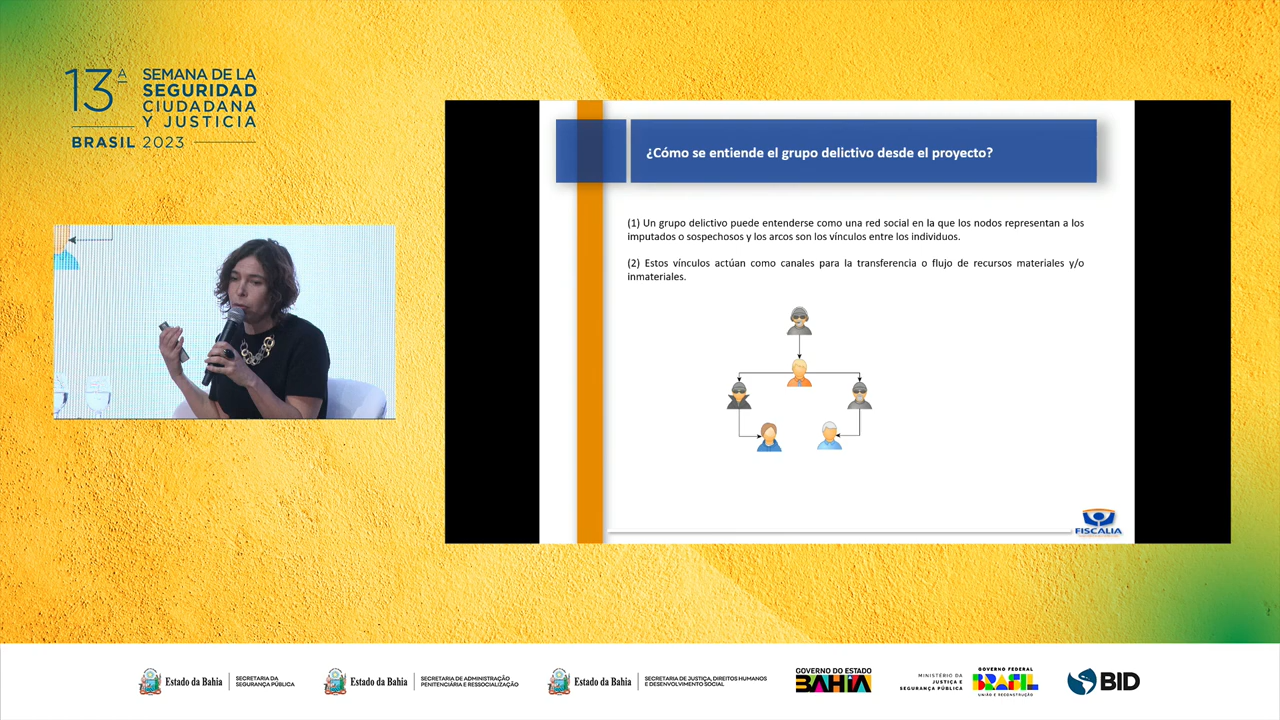 13ª SEMANA DE LA
SEGURIDAD
CIUDADANA
Y JUSTICIA
BRASIL 2023
¿Cómo se entiende el grupo delictivo desde el proyecto?
(1) Un grupo delictivo puede entenderse como una red social en la que los nodos representan a los
imputados o sospechosos y los arcos son los vínculos entre los individuos.
(2) Estos vínculos actúan como canales para la transferencia o flujo de recursos materiales y/o
inmateriales.
FISCALIA
Estado da Bahia
SECRETARIA DA
SEGURANÇA PÚBLICA
Estado da Bahia
SECRETARIA DE ADMINISTRAÇÃO
PENITENCIÁRIA E RESSOCIALIZAÇÃO
Estado da Bahia
SECRETARIA DE JUSTIÇA, DIREITOS HUMANOS
E DESENVOLVIMENTO SOCIAL
GOVERNO DO ESTADO
BAHIA
MINISTÉRIO DA
JUSTIÇA E
SEGURANÇA PÚBLICA
GOVERNO FEDERAL
BRASIL
UNIÃO E RECONSTRUÇÃO
BID